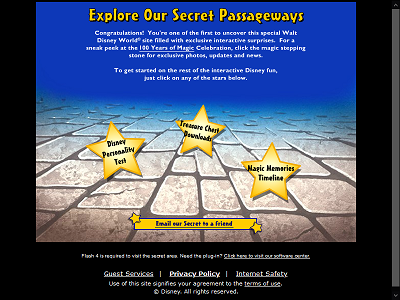 Explore Our Secret Passageways
Congratulations! You're one of the first to uncover this special Walt
Disney World® site filled with exclusive interactive surprises. For a
sneak peek at the 100 Years of Magic Celebration, click the magic stepping
stone for exclusive photos, updates and news.
To get started on the rest of the interactive Disney fun,
just click on any of the stars below.
Treasure Chest
Downloads
Disney
Personality
Test
Magic Memories
Timeline
Email our Secret to a friend
Flash 4 is required to visit the secret area. Need the plug-in? Click here to visit our software center.
Guest Services | Privacy Policy | Internet Safety
Use of this site signifies your agreement to the terms of use.
© Disney. All rights reserved.